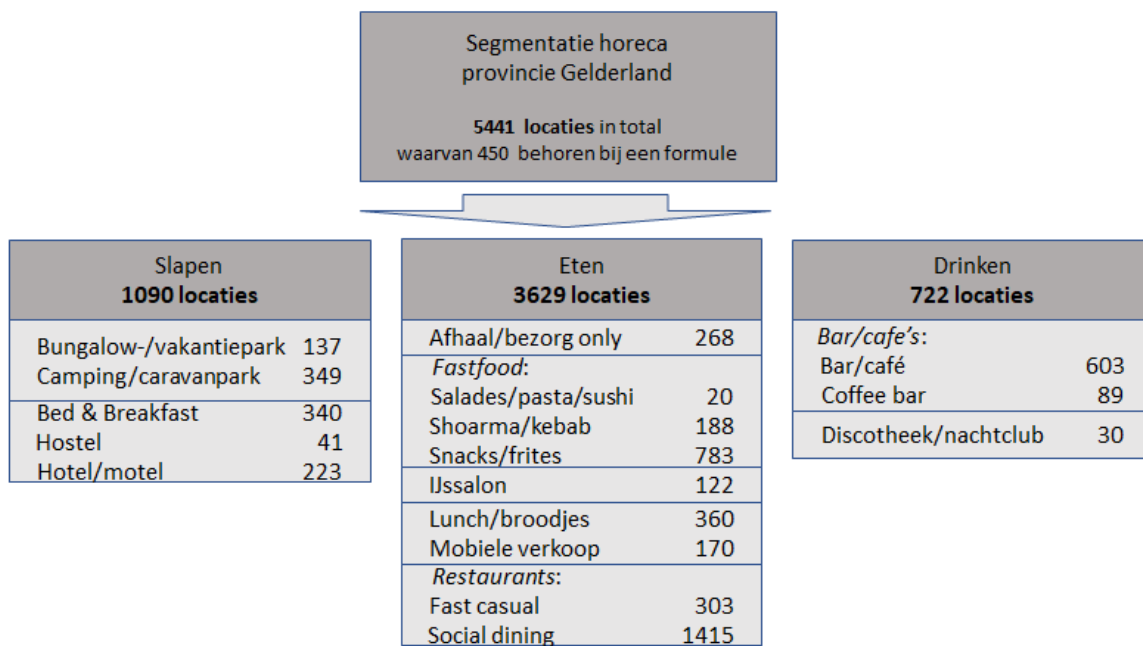 Segmentatie horeca
provincie Gelderland
5441 locaties in total
waarvan 450 behoren bij een formule
Slapen
1090 locaties
Bungalow-/vakantiepark 137
Camping/caravanpark 349
Bed & Breakfast 340
Hostel 41
Hotel/motel 223
Eten
3629 locaties
Afhaal/bezorg only 268
Fastfood:
Salades/pasta/sushi 20
Shoarma/kebab 188
Snacks/frites 783
IJssalon 122
Lunch/broodjes 360
Mobiele verkoop 170
Restaurants:
Fast casual 303
Social dining 1415
Drinken
722 locaties
Bar/cafe's:
Bar/café 603
Coffee bar 89
Discotheek/nachtclub 30